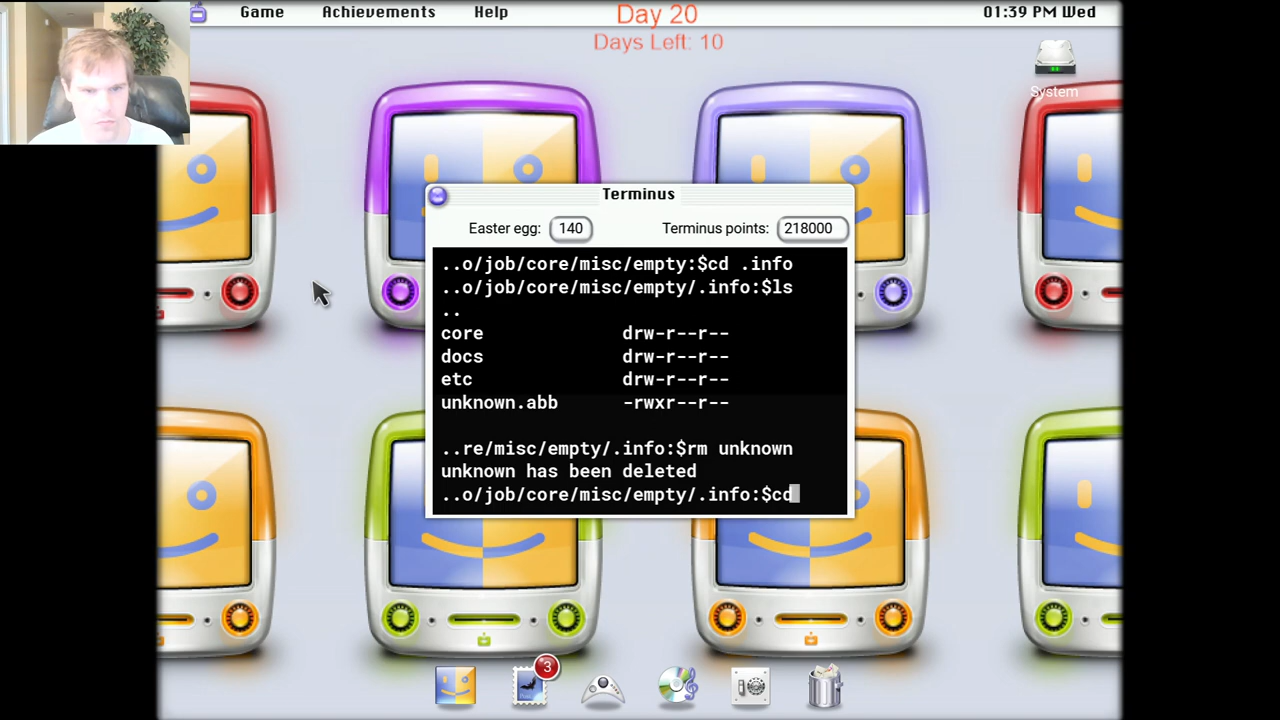 Game Achievements Help Day 20 01:39 PM Wed
Days Left: 10
System
Terminus
Easter egg: 140 Terminus points: 218000
..o/job/core/misc/empty:$cd .info
..o/job/core/misc/empty/.info:$ls
..
core drw-r--r--
docs drw-r--r--
etc drw-r--r--
unknown.abb -rwxr--r--
..re/misc/empty/.info:$rm unknown
unknown has been deleted
..o/job/core/misc/empty/.info:$cd
3